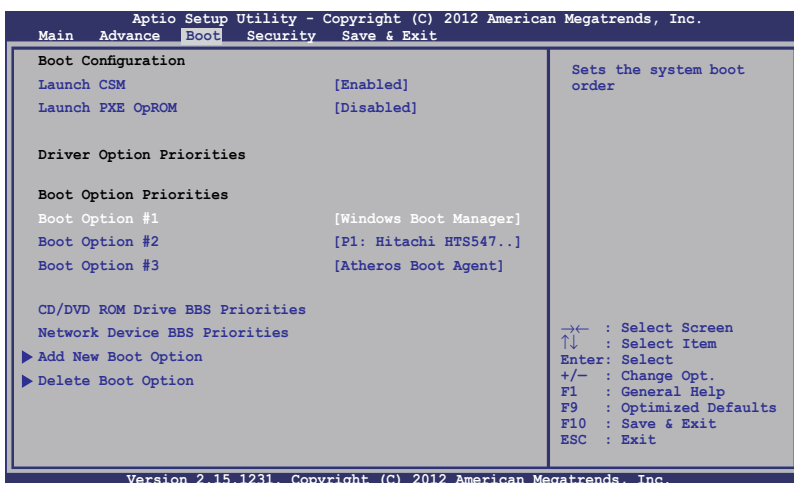 Aptio Setup Utility - Copyright (C) 2012 American Megatrends, Inc.
Main Advance Boot Security Save & Exit
Boot Configuration
Launch CSM [Enabled]
Launch PXE OpROM [Disabled]
Driver Option Priorities
Boot Option Priorities
Boot Option #1 [Windows Boot Manager]
Boot Option #2 [P1: Hitachi HTS547..]
Boot Option #3 [Atheros Boot Agent]
CD/DVD ROM Drive BBS Priorities
Network Device BBS Priorities
Add New Boot Option
Delete Boot Option
Sets the system boot
order
→← : Select Screen
↑↓ : Select Item
Enter: Select
+/— : Change Opt.
F1 : General Help
F9 : Optimized Defaults
F10 : Save & Exit
ESC : Exit
Version 2.15.1231. Copyright (C) 2012 American Megatrends, Inc.